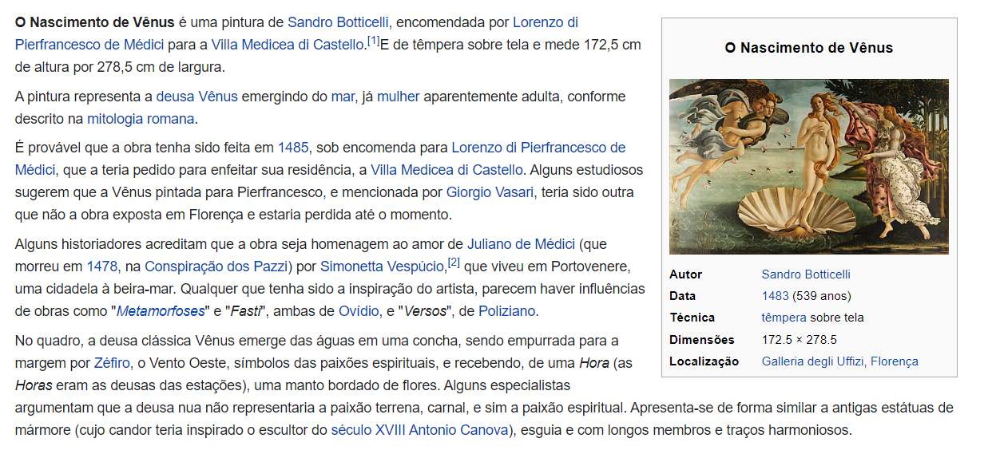 O Nascimento de Vênus é uma pintura de Sandro Botticelli, encomendada por Lorenzo di
Pierfrancesco de Médici para a Villa Medicea di Castello.[1]E de têmpera sobre tela e mede 172,5 cm
de altura por 278,5 cm de largura.
A pintura representa a deusa Vênus emergindo do mar, já mulher aparentemente adulta, conforme
descrito na mitologia romana.
É provável que a obra tenha sido feita em 1485, sob encomenda para Lorenzo di Pierfrancesco de
Médici, que a teria pedido para enfeitar sua residência, a Villa Medicea di Castello. Alguns estudiosos
sugerem que a Vênus pintada para Pierfrancesco, e mencionada por Giorgio Vasari, teria sido outra
que não a obra exposta em Florença e estaria perdida até o momento.
Alguns historiadores acreditam que a obra seja homenagem ao amor de Juliano de Médici (que
morreu em 1478, na Conspiração dos Pazzi) por Simonetta Vespúcio,[2] que viveu em Portovenere,
uma cidadela à beira-mar. Qualquer que tenha sido a inspiração do artista, parecem haver influências
de obras como "Metamorfoses" e "Fasti", ambas de Ovídio, e "Versos", de Poliziano.
No quadro, a deusa clássica Vênus emerge das águas em uma concha, sendo empurrada para a
margem por Zéfiro, o Vento Oeste, símbolos das paixões espirituais, e recebendo, de uma Hora (as
Horas eram as deusas das estações), uma manto bordado de flores. Alguns especialistas
argumentam que a deusa nua não representaria a paixão terrena, carnal, e sim a paixão espiritual. Apresenta-se de forma similar a antigas estátuas de
mármore (cujo candor teria inspirado o escultor do século XVIII Antonio Canova), esguia e com longos membros e traços harmoniosos.
O Nascimento de Vênus
Autor Sandro Botticelli
Data 1483 (539 anos)
Técnica têmpera sobre tela
Dimensões 172.5 × 278.5
Localização Galleria degli Uffizi, Florença